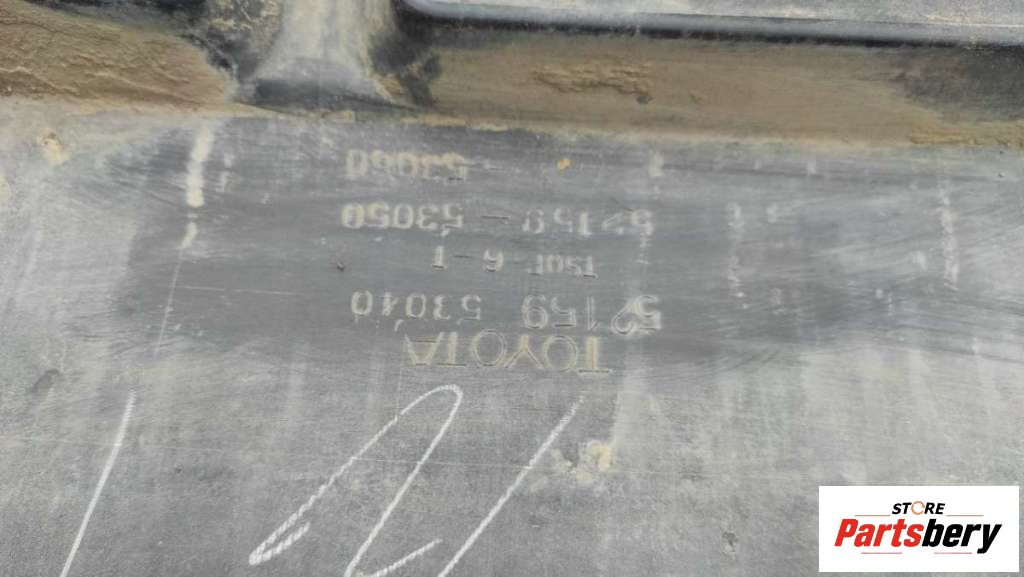 TOYOTA
52159 53040
52159 - 53050
- 53060
STORE
Partsbery